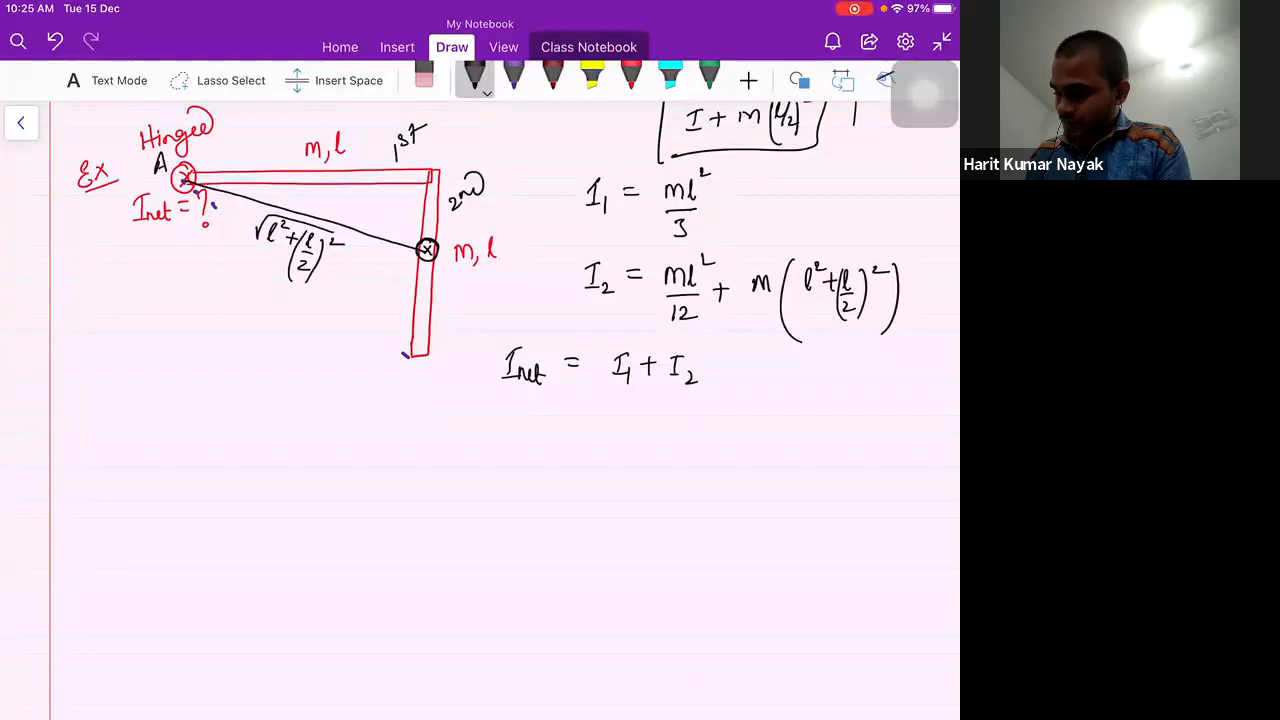 10:25 AM Tue 15 Dec
97%
My Notebook
Home Insert Draw View Class Notebook
Text Mode Lasso Select Insert Space
Harit Kumar Nayak
Hinged
Ex
A
m, l
1st
2nd
I + m(l/2)²
I₁ = ml²/3
Inet = ?
√l²+(l/2)²
m, l
I₂ = ml²/12 + m(l²+(l/2)²)
Inet = I₁ + I₂